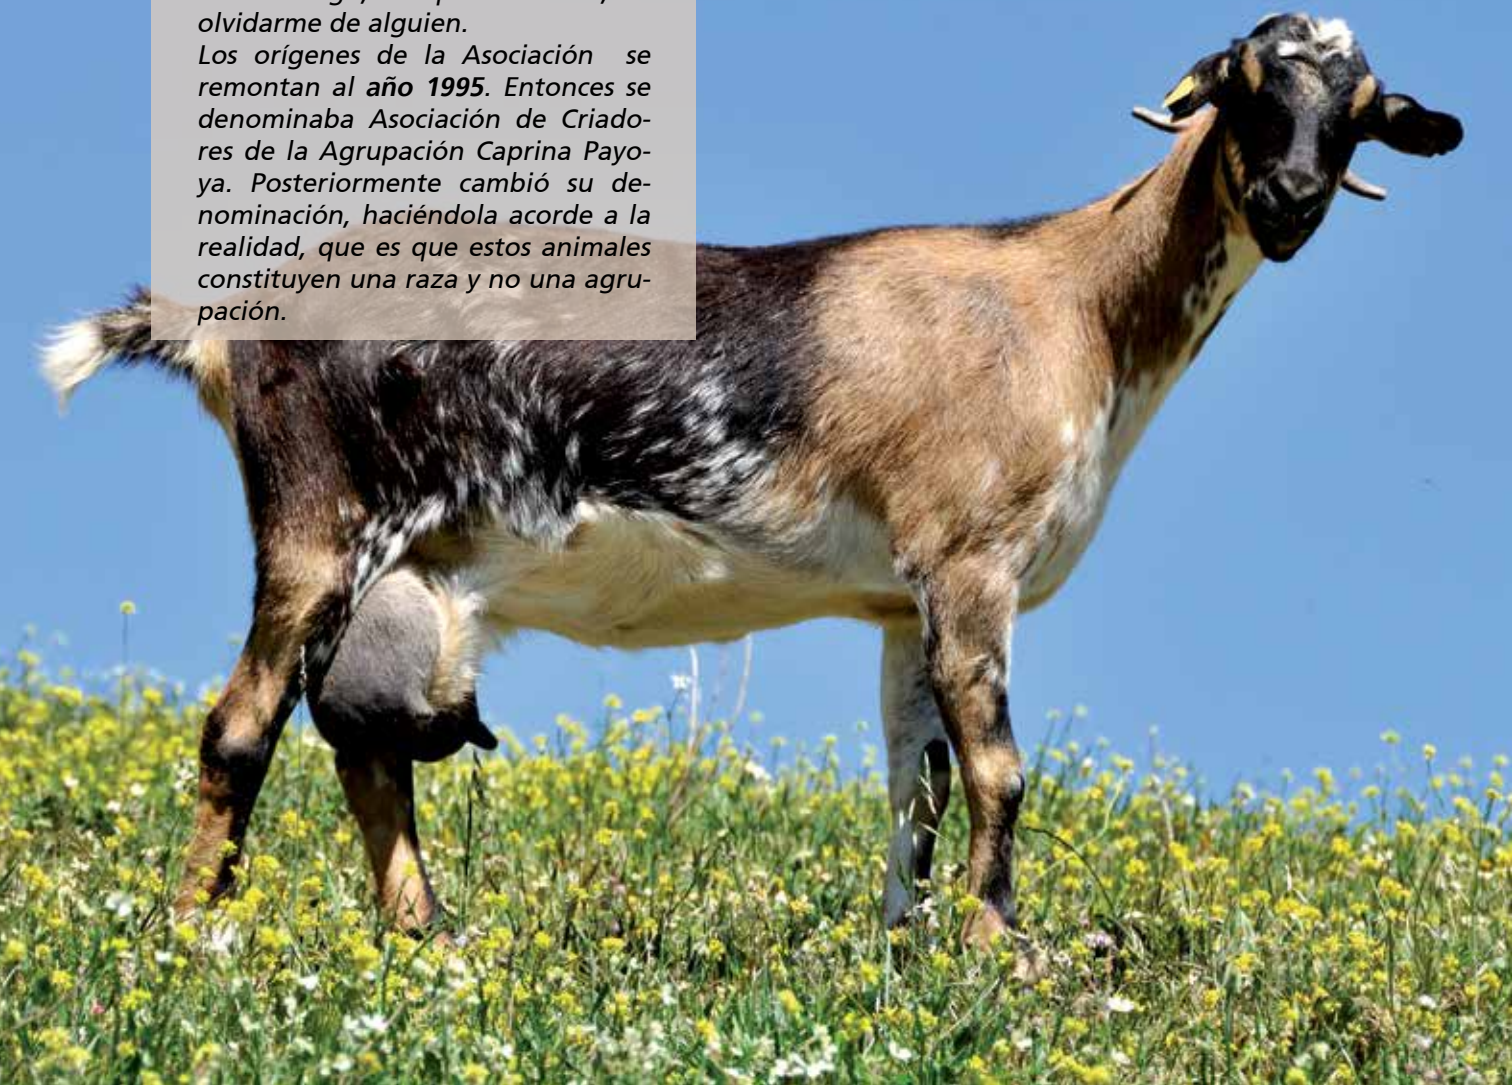 olvidarme de alguien.
Los orígenes de la Asociación se
remontan al año 1995. Entonces se
denominaba Asociación de Criado-
res de la Agrupación Caprina Payo-
ya. Posteriormente cambió su de-
nominación, haciéndola acorde a la
realidad, que es que estos animales
constituyen una raza y no una agru-
pación.